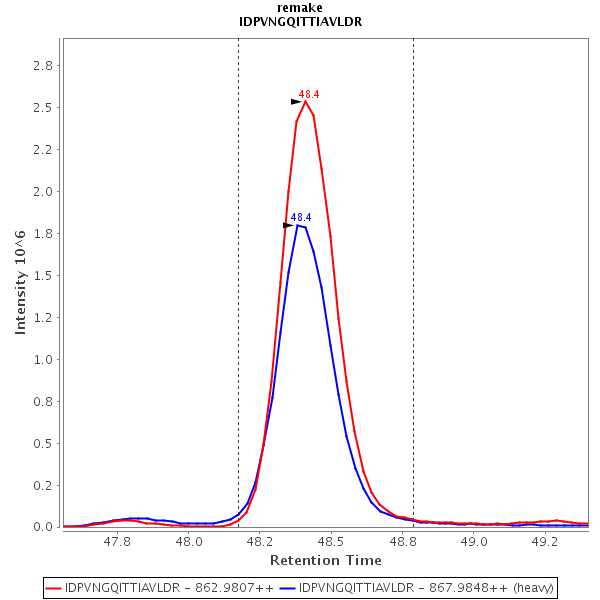 remake
IDPVNGQITTIAVLDR
Intensity 10^6
2.8
2.5
2.2
2.0
1.8
1.5
1.2
1.0
0.8
0.5
0.2
0.0
48.4
48.4
47.8 48.0 48.2 48.5 48.8 49.0 49.2
Retention Time
IDPVNGQITTIAVLDR - 862.9807++ IDPVNGQITTIAVLDR - 867.9848++ (heavy)